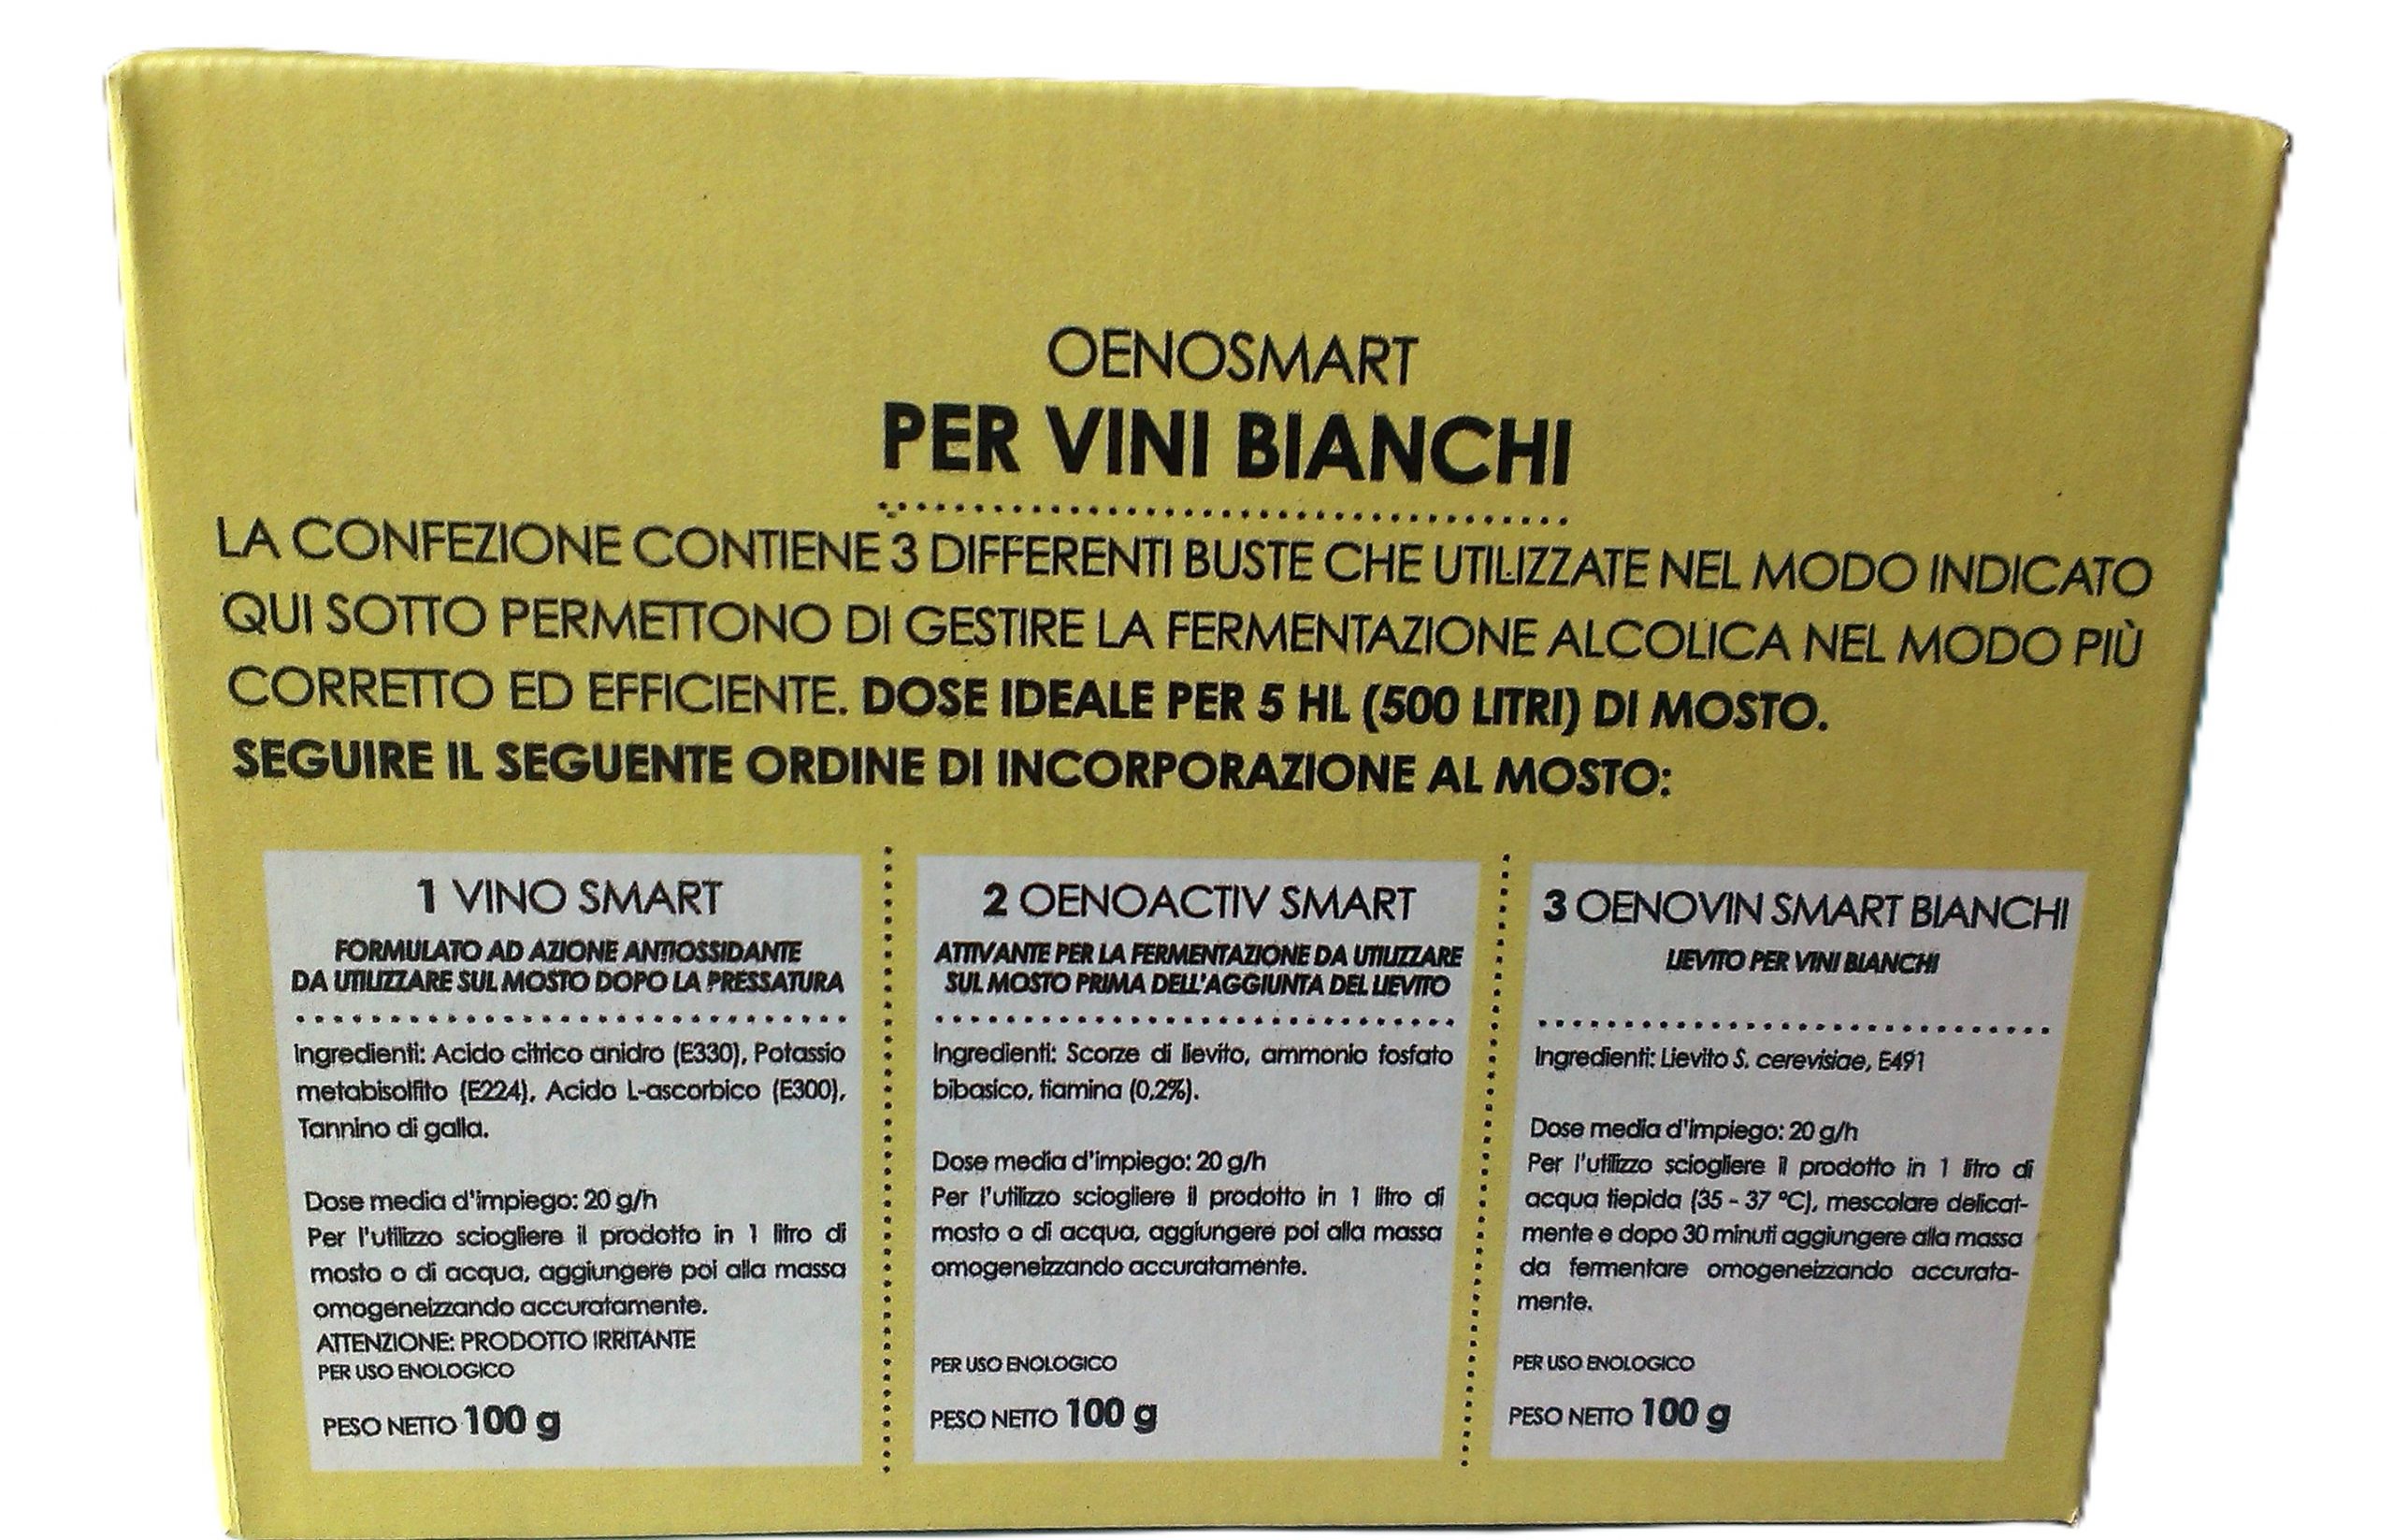 OENOSMART
PER VINI BIANCHI
LA CONFEZIONE CONTIENE 3 DIFFERENTI BUSTE CHE UTILIZZATE NEL MODO INDICATO
QUI SOTTO PERMETTONO DI GESTIRE LA FERMENTAZIONE ALCOLICA NEL MODO PIÙ
CORRETTO ED EFFICIENTE. DOSE IDEALE PER 5 HL (500 LITRI) DI MOSTO.
SEGUIRE IL SEGUENTE ORDINE DI INCORPORAZIONE AL MOSTO:
1 VINO SMART
FORMULATO AD AZIONE ANTIOSSIDANTE
DA UTILIZZARE SUL MOSTO DOPO LA PRESSATURA
Ingredienti: Acido citrico anidro (E330), Potassio
metabisolfito (E224), Acido L-ascorbico (E300),
Tannino di galla.
Dose media d'impiego: 20 g/h
Per l'utilizzo sciogliere il prodotto in 1 litro di
mosto o di acqua, aggiungere poi alla massa
omogeneizzando accuratamente.
ATTENZIONE: PRODOTTO IRRITANTE
PER USO ENOLOGICO
PESO NETTO 100 g
2 OENOACTIV SMART
ATTIVANTE PER LA FERMENTAZIONE DA UTILIZZARE
SUL MOSTO PRIMA DELL'AGGIUNTA DEL LIEVITO
Ingredienti: Scorze di lievito, ammonio fosfato
bibasico, tiamina (0,2%).
Dose media d'impiego: 20 g/h
Per l'utilizzo sciogliere il prodotto in 1 litro di
mosto o di acqua, aggiungere poi alla massa
omogeneizzando accuratamente.
PER USO ENOLOGICO
PESO NETTO 100 g
3 OENOVIN SMART BIANCHI
LIEVITO PER VINI BIANCHI
Ingredienti: Lievito S. cerevisiae, E491
Dose media d'impiego: 20 g/h
Per l'utilizzo sciogliere il prodotto in 1 litro di
acqua tiepida (35 - 37 °C), mescolare delicat-
mente e dopo 30 minuti aggiungere alla massa
da fermentare omogeneizzando accurata-
mente.
PER USO ENOLOGICO
PESO NETTO 100 g